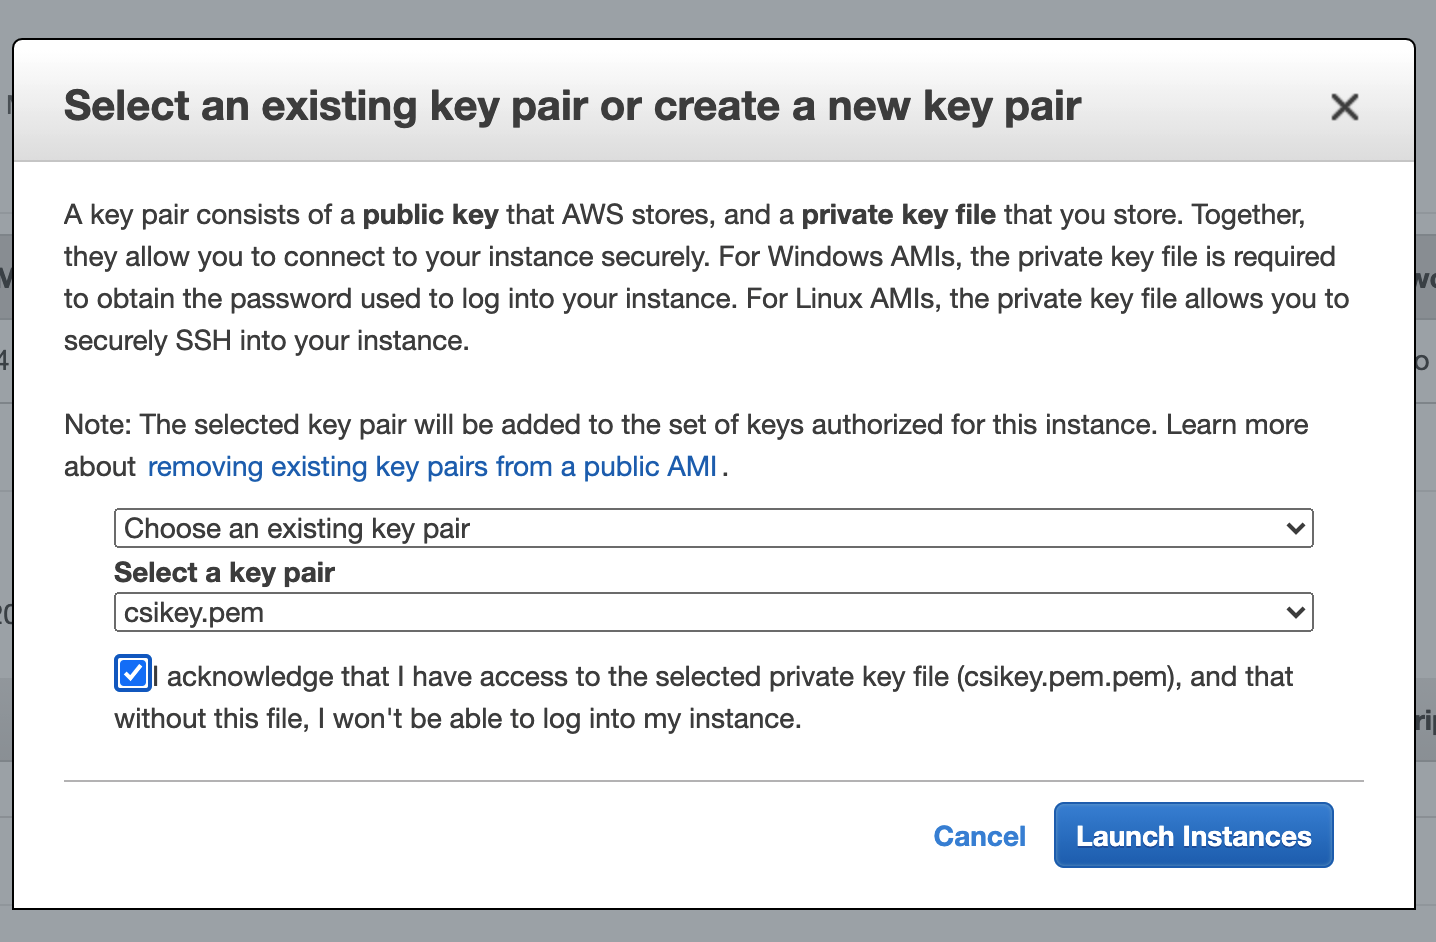 Select an existing key pair or create a new key pair
A key pair consists of a public key that AWS stores, and a private key file that you store. Together,
they allow you to connect to your instance securely. For Windows AMIs, the private key file is required
to obtain the password used to log into your instance. For Linux AMIs, the private key file allows you to
securely SSH into your instance.
Note: The selected key pair will be added to the set of keys authorized for this instance. Learn more
about removing existing key pairs from a public AMI.
Choose an existing key pair
Select a key pair
csikey.pem
I acknowledge that I have access to the selected private key file (csikey.pem.pem), and that
without this file, I won't be able to log into my instance.
Cancel Launch Instances